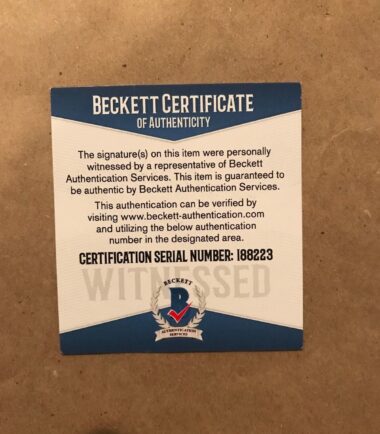 BECKETT CERTIFICATE
OF AUTHENTICITY
The signature(s) on this item were personally
witnessed by a representative of Beckett
Authentication Services. This item is guaranteed to
be authentic by Beckett Authentication Services.
This authentication can be verified by
visiting www.beckett-authentication.com
and utilizing the below authentication
number in the designated area.
CERTIFICATION SERIAL NUMBER: 188223
WITNESSED
BECKETT
B
AUTHENTICATION
SERVICES